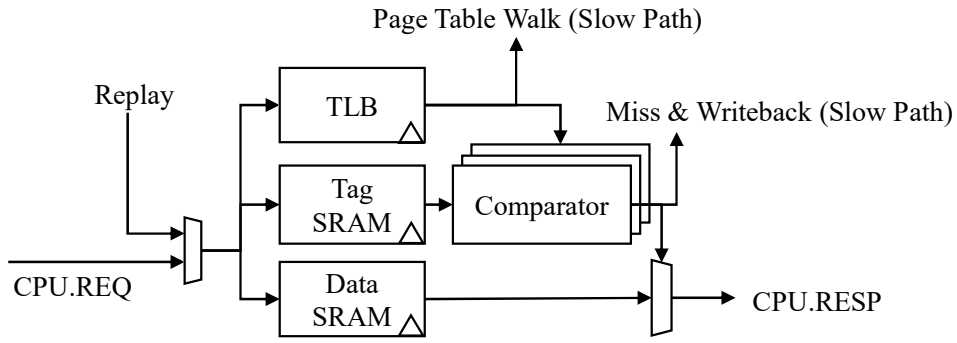 Page Table Walk (Slow Path)
Replay
TLB
Miss & Writeback (Slow Path)
Tag
SRAM
Comparator
CPU.REQ
Data
SRAM
CPU.RESP